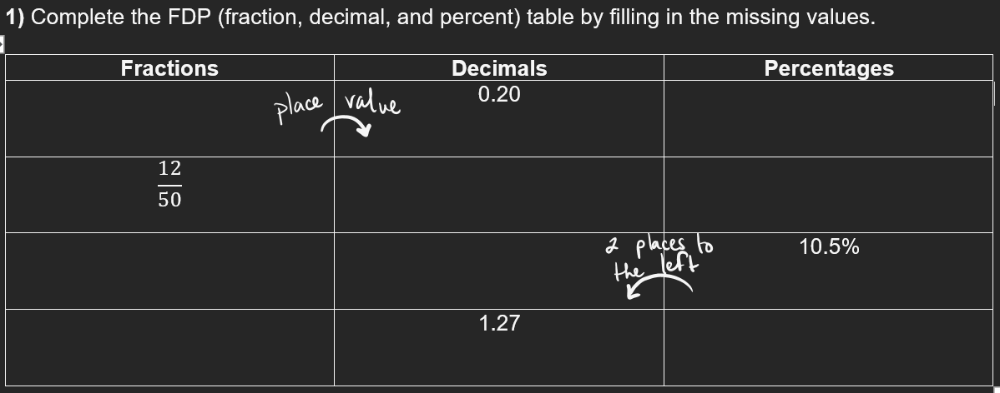 1) Complete the FDP (fraction, decimal, and percent) table by filling in the missing values.
Fractions Decimals Percentages
place value 0.20
12
50
2 places to 10.5%
the left
1.27